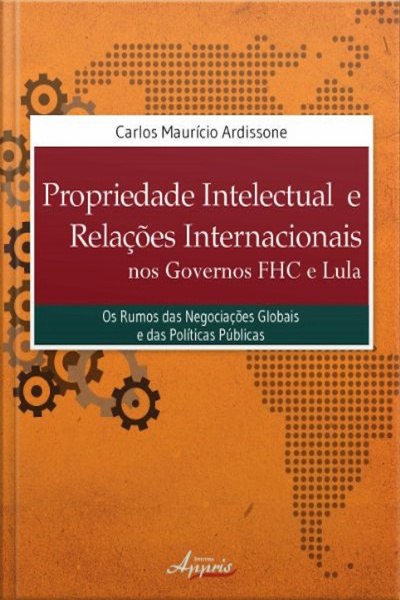 Carlos Maurício Ardissone
Propriedade Intelectual e
Relações Internacionais
nos Governos FHC e Lula
Os Rumos das Negociações Globais
e das Políticas Públicas
Editora
Appris